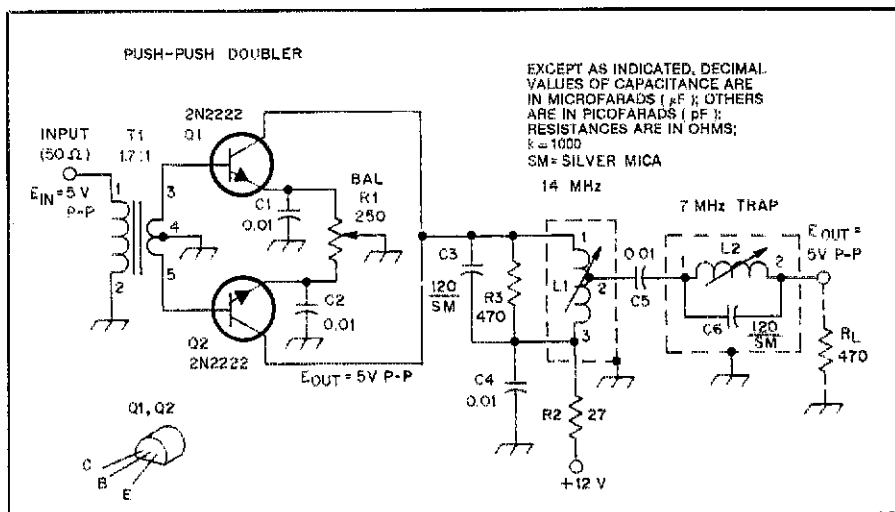 PUSH-PUSH DOUBLER
EXCEPT AS INDICATED, DECIMAL
VALUES OF CAPACITANCE ARE
IN MICROFARADS ( µF ); OTHERS
ARE IN PICOFARADS ( pF );
RESISTANCES ARE IN OHMS;
k = 1000
SM = SILVER MICA
INPUT
(50Ω)
E IN = 5 V
P-P
T1
1.7:1
1
2
3
4
5
2N2222
Q1
C1
0.01
BAL
R1
250
C2
0.01
Q2
2N2222
E OUT = 5V P-P
C3
120
SM
R3
470
C4
0.01
14 MHz
1
L1
2
3
R2
27
+12 V
0.01
C5
7 MHz TRAP
L2
1
2
C6
120
SM
E OUT =
5V P-P
RL
470
Q1, Q2
C
B
E